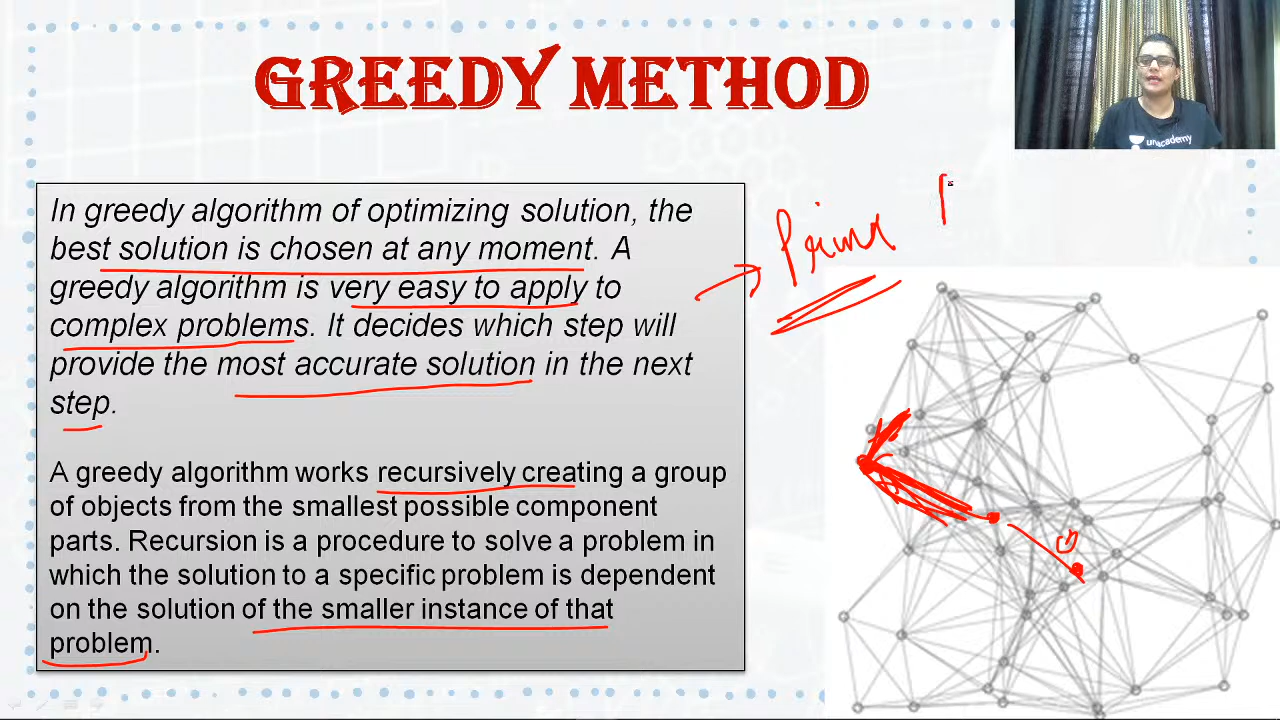 GREEDY METHOD
unacademy
In greedy algorithm of optimizing solution, the
best solution is chosen at any moment. A
greedy algorithm is very easy to apply to
complex problems. It decides which step will
provide the most accurate solution in the next
step.
A greedy algorithm works recursively creating a group
of objects from the smallest possible component
parts. Recursion is a procedure to solve a problem in
which the solution to a specific problem is dependent
on the solution of the smaller instance of that
problem.